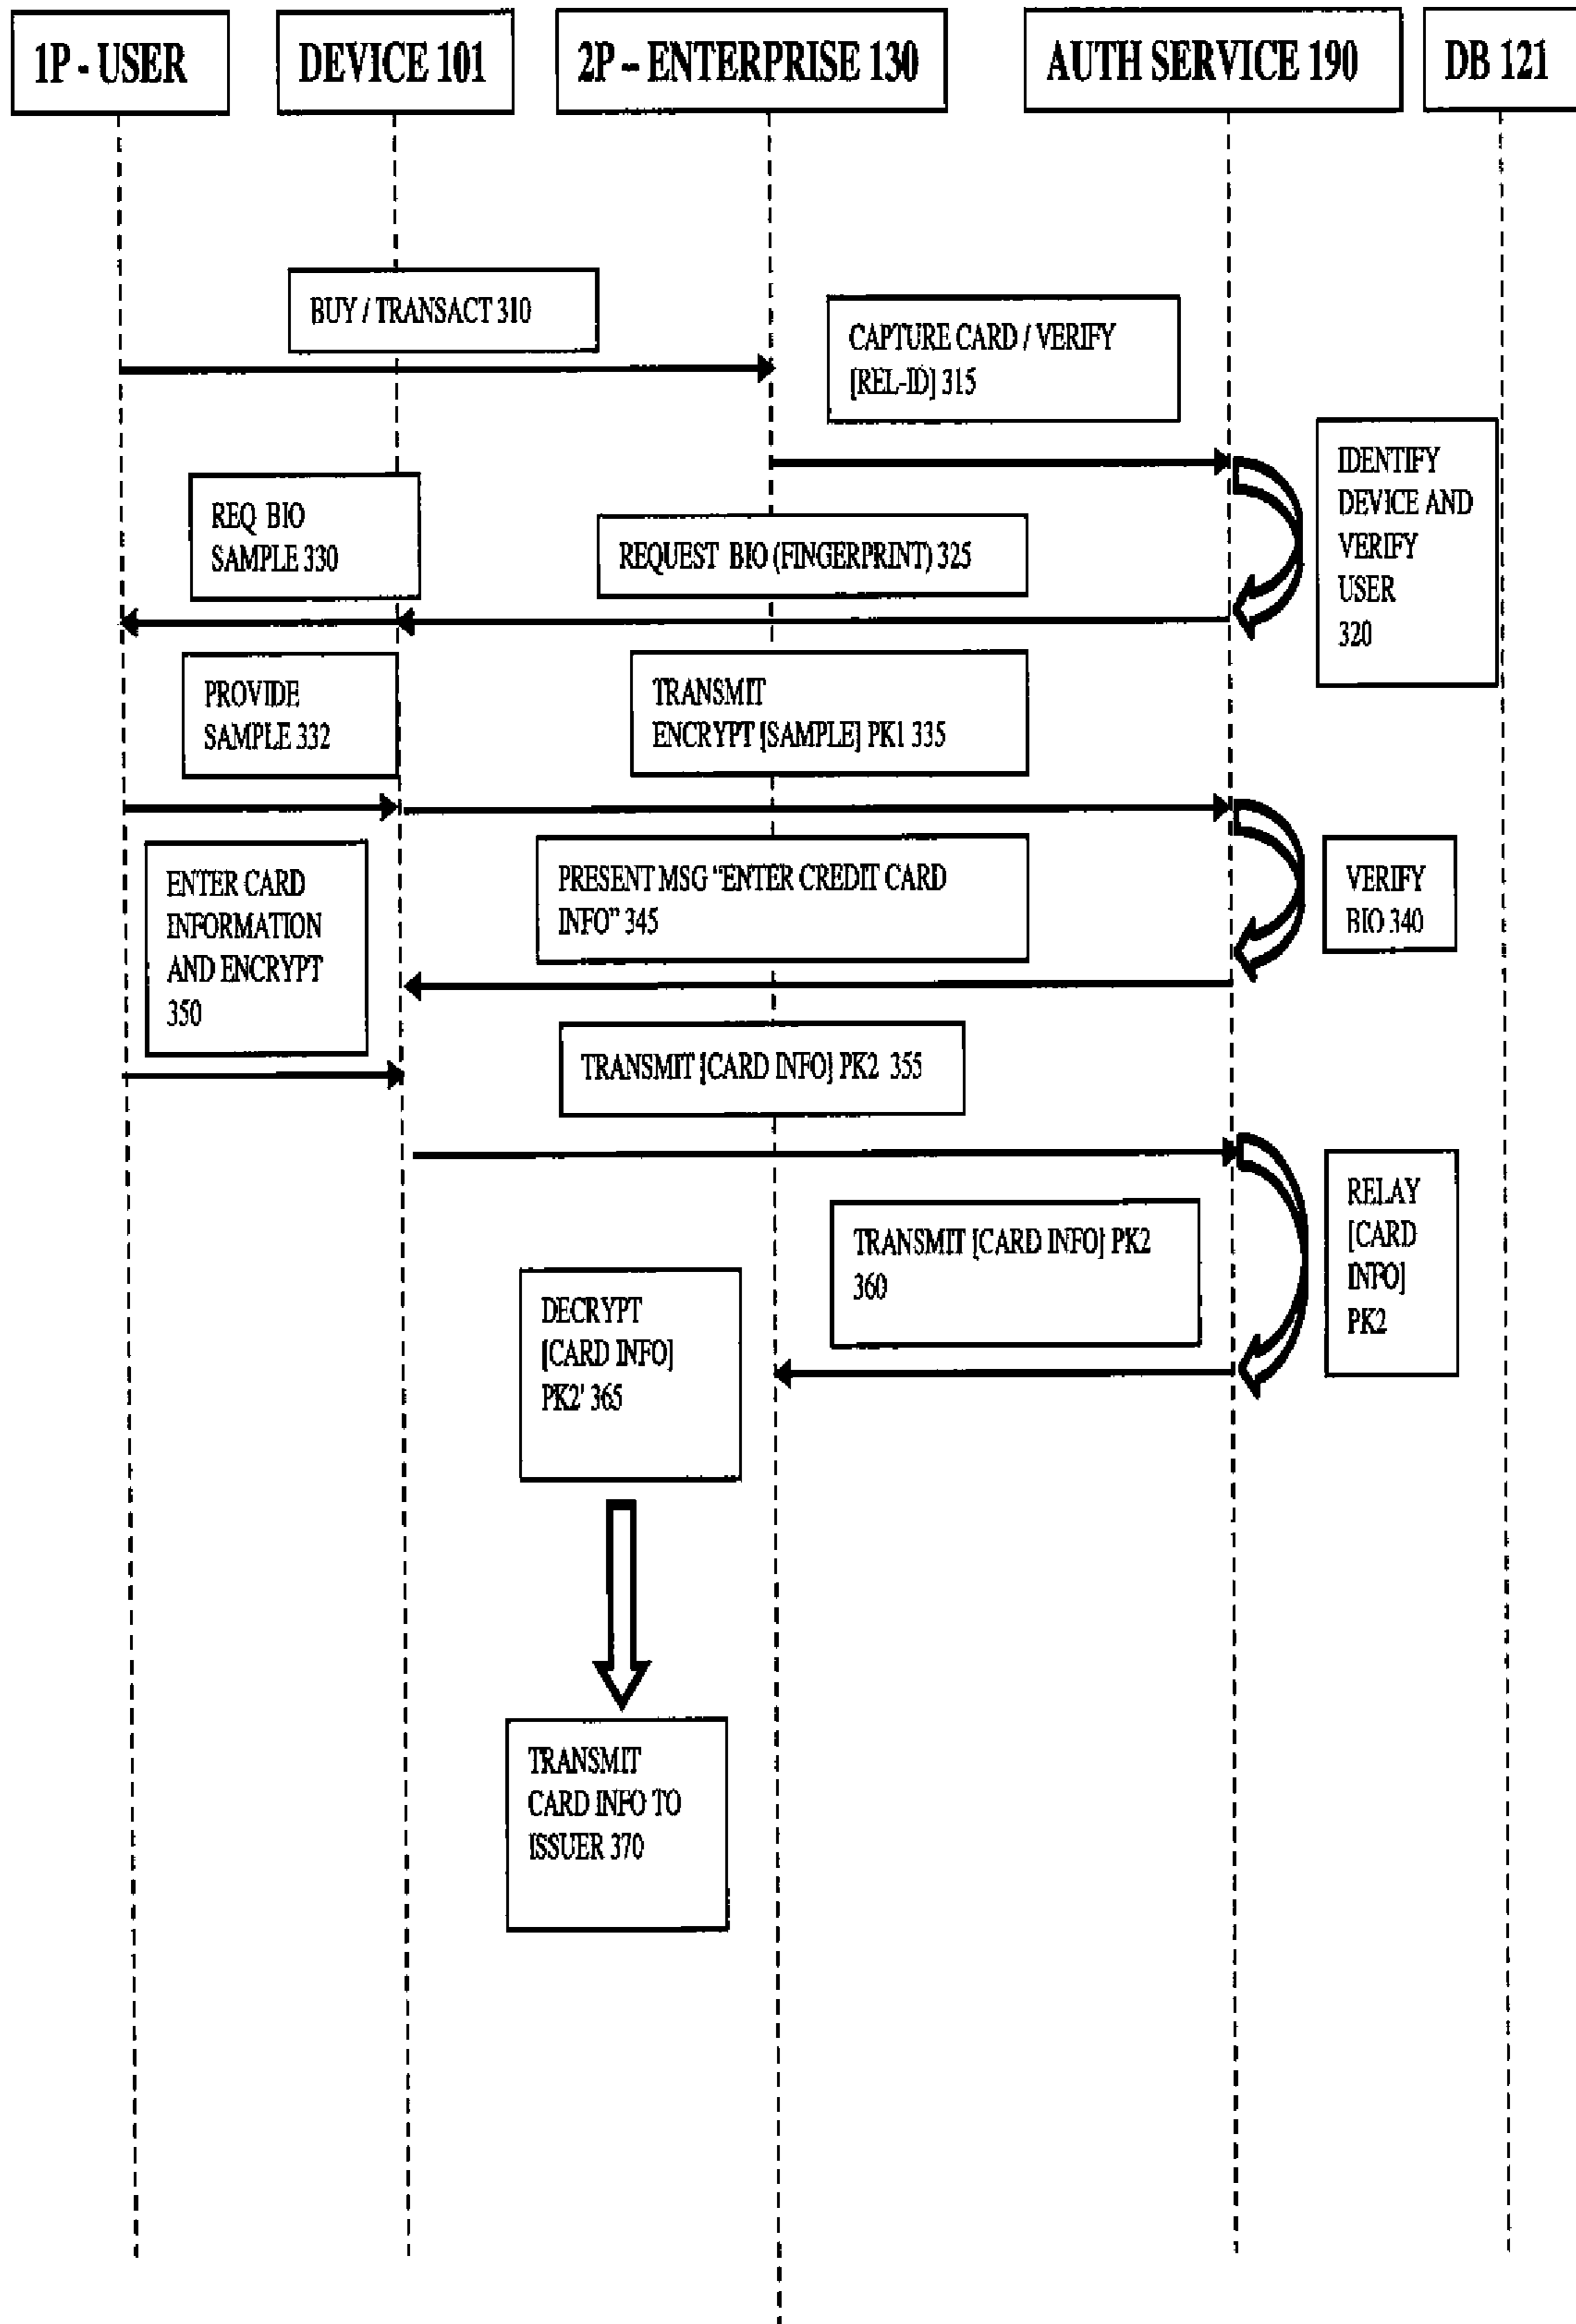 1P - USER
DEVICE 101
2P – ENTERPRISE 130
AUTH SERVICE 190
DB 121
BUY / TRANSACT 310
CAPTURE CARD / VERIFY
[REL-ID] 315
IDENTIFY
DEVICE AND
VERIFY
USER
320
REQ BIO
SAMPLE 330
REQUEST BIO (FINGERPRINT) 325
PROVIDE
SAMPLE 332
TRANSMIT
ENCRYPT [SAMPLE] PK1 335
ENTER CARD
INFORMATION
AND ENCRYPT
350
PRESENT MSG “ENTER CREDIT CARD
INFO” 345
VERIFY
BIO 340
TRANSMIT [CARD INFO] PK2 355
TRANSMIT [CARD INFO] PK2
360
RELAY
[CARD
INFO]
PK2
DECRYPT
[CARD INFO]
PK2' 365
TRANSMIT
CARD INFO TO
ISSUER 370